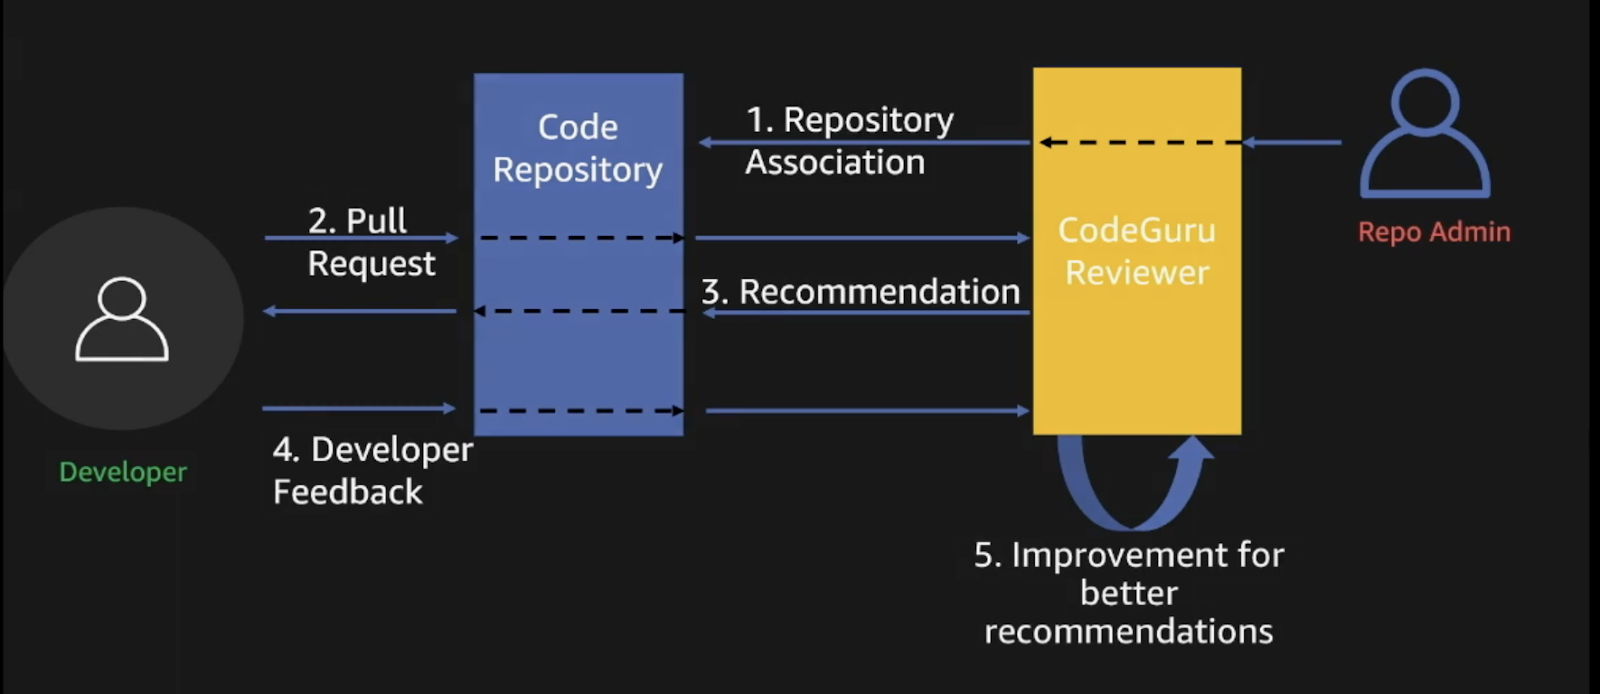 Code
Repository
1. Repository
Association
CodeGuru
Reviewer
Repo Admin
2. Pull
Request
3. Recommendation
Developer
4. Developer
Feedback
5. Improvement for
better
recommendations